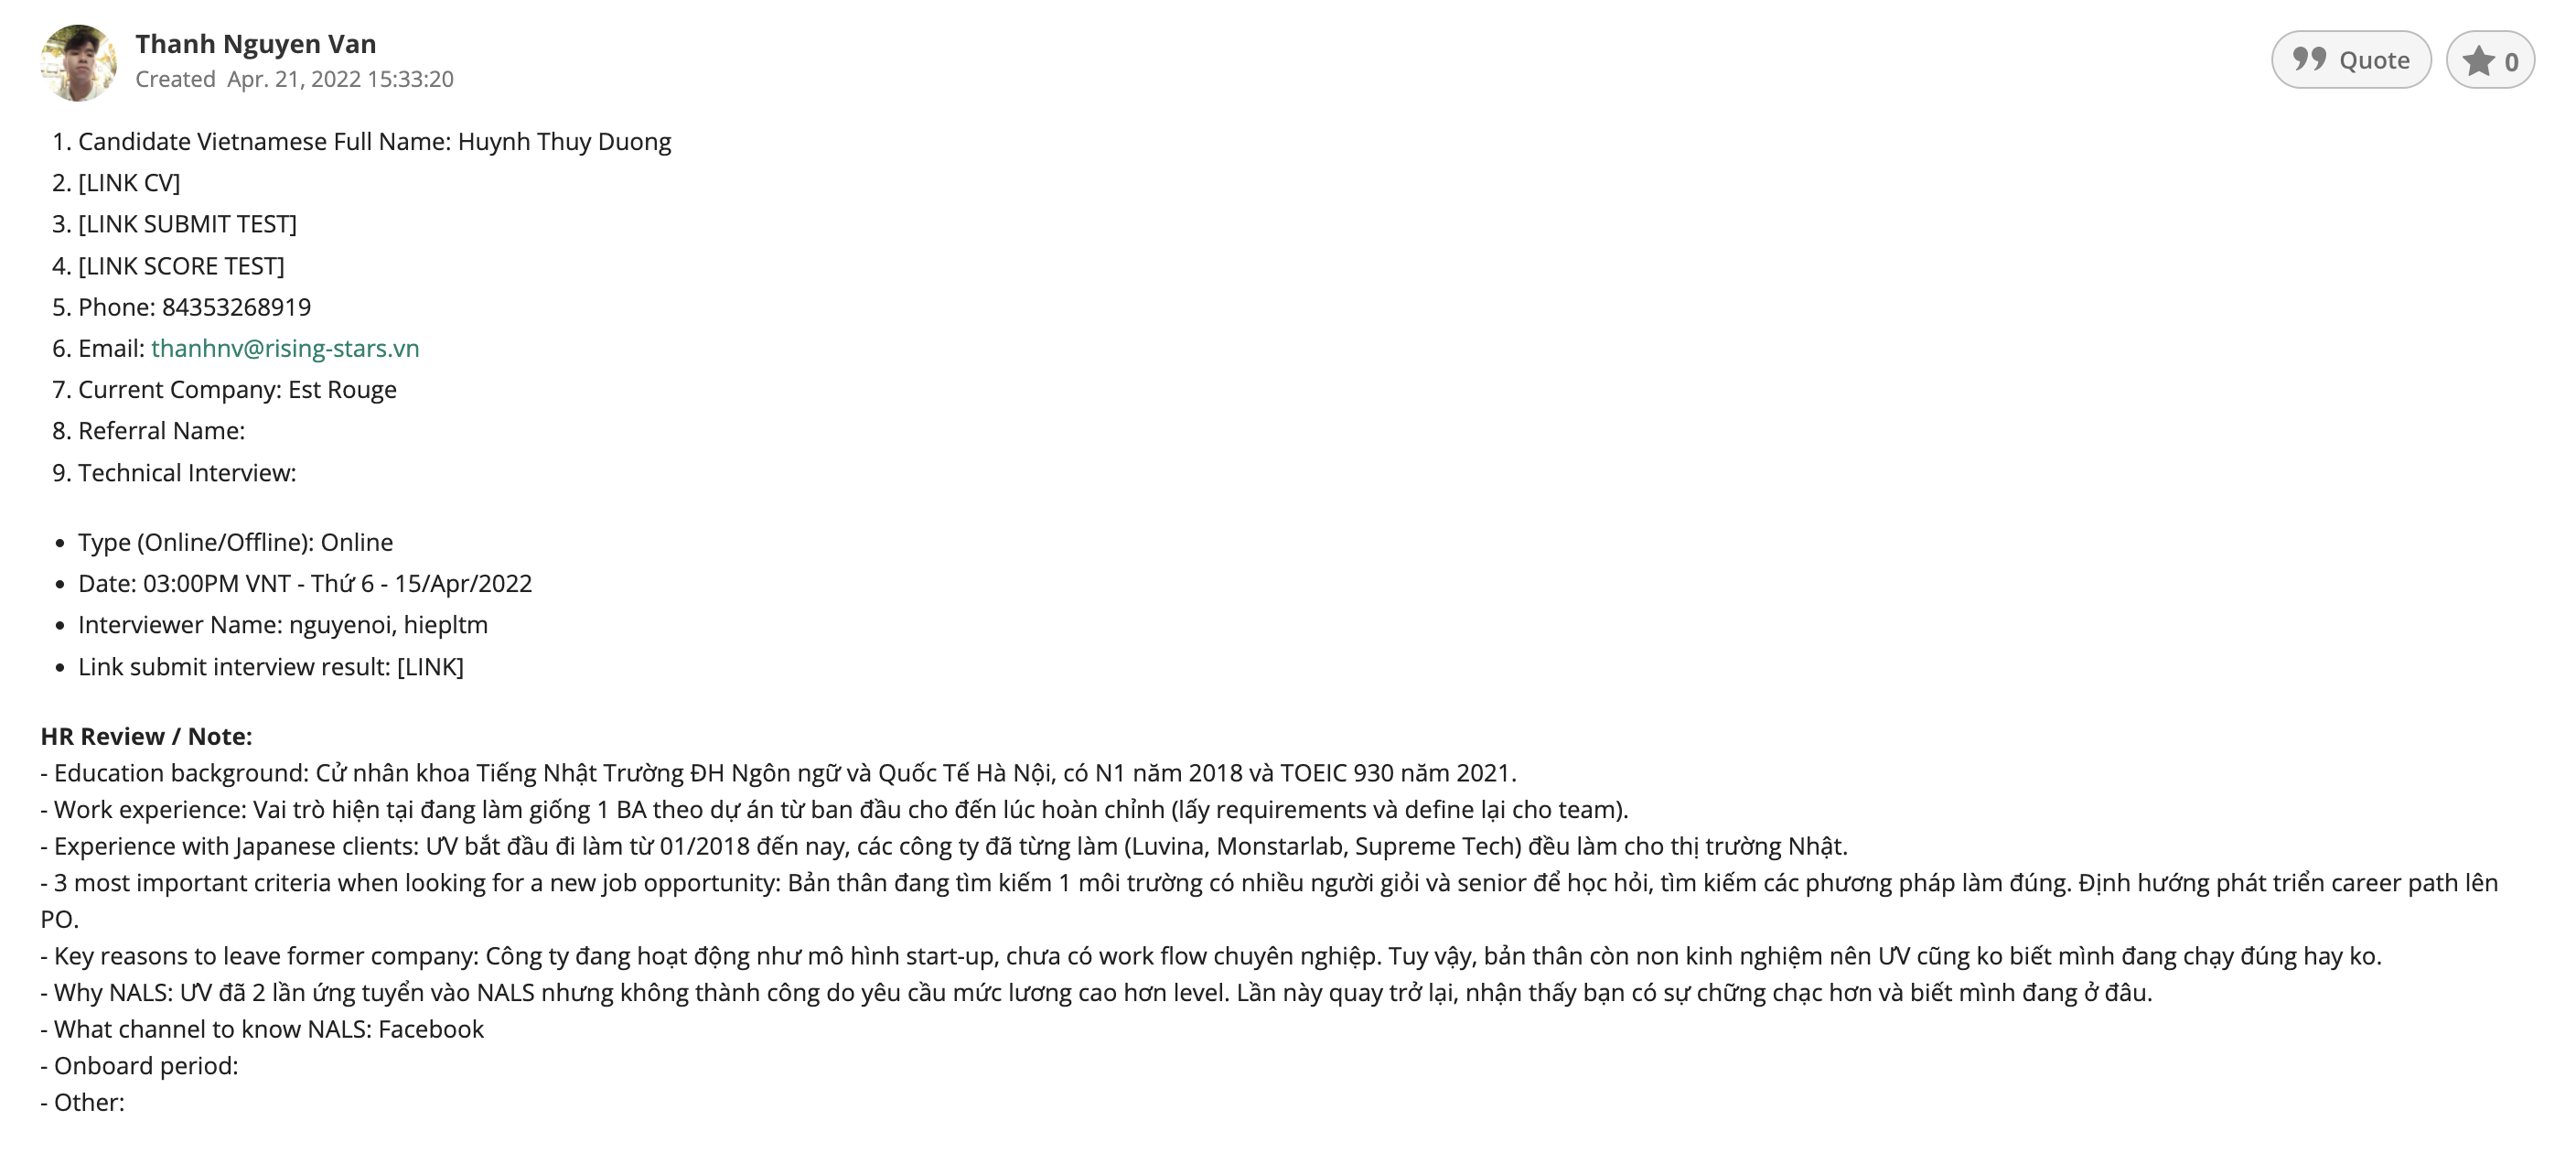 Thanh Nguyen Van
Created Apr. 21, 2022 15:33:20
Quote
0
1. Candidate Vietnamese Full Name: Huynh Thuy Duong
2. [LINK CV]
3. [LINK SUBMIT TEST]
4. [LINK SCORE TEST]
5. Phone: 84353268919
6. Email: thanhnv@rising-stars.vn
7. Current Company: Est Rouge
8. Referral Name:
9. Technical Interview:
• Type (Online/Offline): Online
• Date: 03:00PM VNT - Thứ 6 - 15/Apr/2022
• Interviewer Name: nguyenoi, hiepltm
• Link submit interview result: [LINK]
HR Review / Note:
- Education background: Cử nhân khoa Tiếng Nhật Trường ĐH Ngôn ngữ và Quốc Tế Hà Nội, có N1 năm 2018 và TOEIC 930 năm 2021.
- Work experience: Vai trò hiện tại đang làm giống 1 BA theo dự án từ ban đầu cho đến lúc hoàn chỉnh (lấy requirements và define lại cho team).
- Experience with Japanese clients: ƯV bắt đầu đi làm từ 01/2018 đến nay, các công ty đã từng làm (Luvina, Monstarlab, Supreme Tech) đều làm cho thị trường Nhật.
- 3 most important criteria when looking for a new job opportunity: Bản thân đang tìm kiếm 1 môi trường có nhiều người giỏi và senior để học hỏi, tìm kiếm các phương pháp làm đúng. Định hướng phát triển career path lên
PO.
- Key reasons to leave former company: Công ty đang hoạt động như mô hình start-up, chưa có work flow chuyên nghiệp. Tuy vậy, bản thân còn non kinh nghiệm nên ƯV cũng ko biết mình đang chạy đúng hay ko.
- Why NALS: ƯV đã 2 lần ứng tuyển vào NALS nhưng không thành công do yêu cầu mức lương cao hơn level. Lần này quay trở lại, nhận thấy bạn có sự chững chạc hơn và biết mình đang ở đâu.
- What channel to know NALS: Facebook
- Onboard period:
- Other: